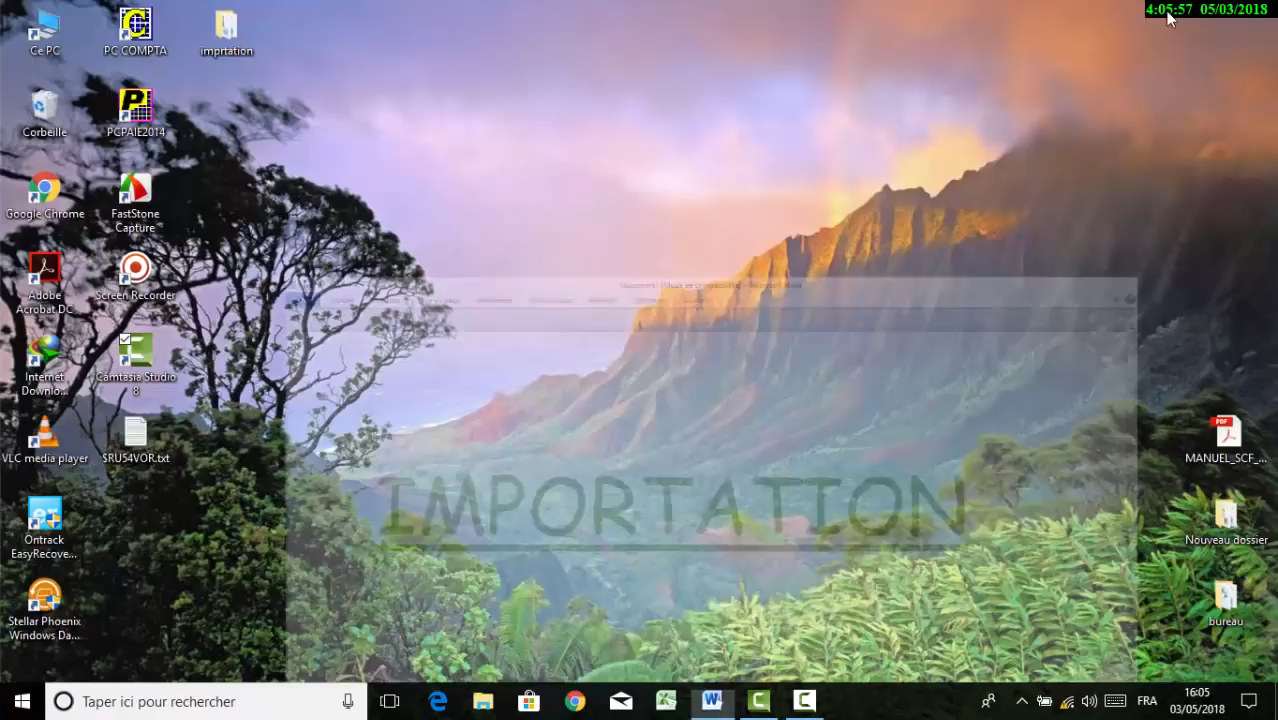 4:05:57 05/03/2018
Ce PC
PC COMPTA
imprtation
Corbeille
PCPAIE2014
Google Chrome
FastStone
Capture
Adobe
Acrobat DC
Screen Recorder
Internet
Downlo...
Camtasia Studio
8
VLC media player
SRU54VOR.txt
MANUEL_SCF_...
IMPORTATION
Ontrack
EasyRecove...
Nouveau dossier
Stellar Phoenix
Windows Da...
bureau
Taper ici pour rechercher
FRA
16:05
03/05/2018